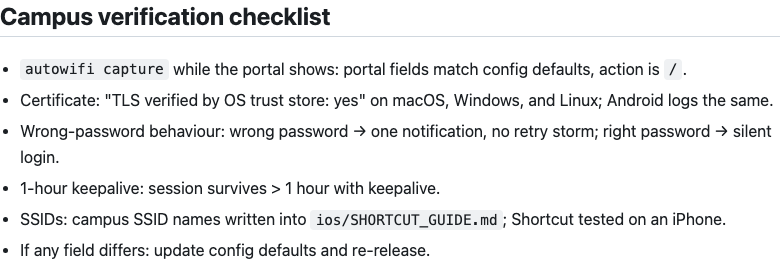 Campus verification checklist
• autowifi capture while the portal shows: portal fields match config defaults, action is / .
• Certificate: "TLS verified by OS trust store: yes" on macOS, Windows, and Linux; Android logs the same.
• Wrong-password behaviour: wrong password → one notification, no retry storm; right password → silent
login.
• 1-hour keepalive: session survives > 1 hour with keepalive.
• SSIDs: campus SSID names written into ios/SHORTCUT_GUIDE.md ; Shortcut tested on an iPhone.
• If any field differs: update config defaults and re-release.